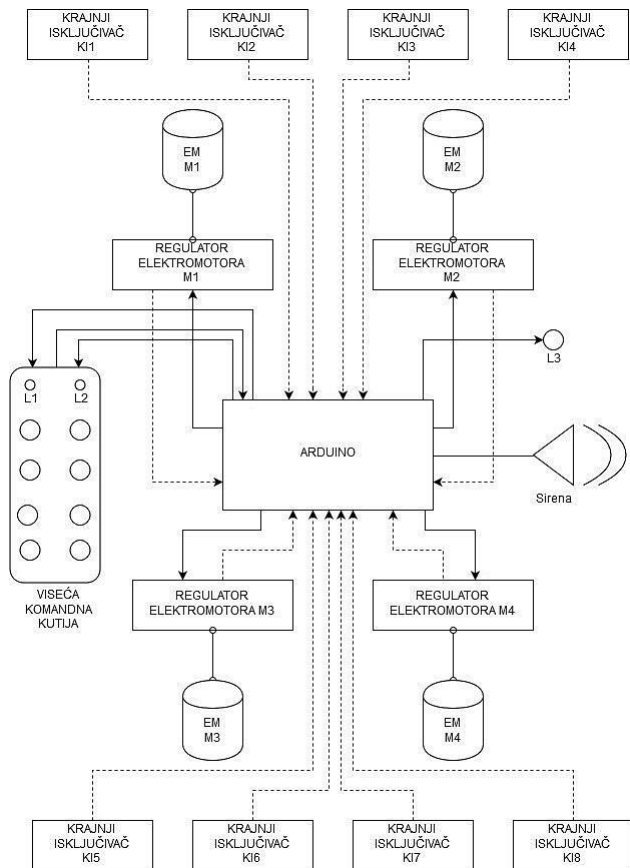 KRAJNJI
ISKLJUČIVAČ
KI1
KRAJNJI
ISKLJUČIVAČ
KI2
KRAJNJI
ISKLJUČIVAČ
KI3
KRAJNJI
ISKLJUČIVAČ
KI4
EM
M1
EM
M2
REGULATOR
ELEKTROMOTORA
M1
REGULATOR
ELEKTROMOTORA
M2
L3
L1
L2
ARDUINO
Sirena
VISEĆA
KOMANDNA
KUTIJA
REGULATOR
ELEKTROMOTORA M3
REGULATOR
ELEKTROMOTORA M4
EM
M3
EM
M4
KRAJNJI
ISKLJUČIVAČ
KI5
KRAJNJI
ISKLJUČIVAČ
KI6
KRAJNJI
ISKLJUČIVAČ
KI7
KRAJNJI
ISKLJUČIVAČ
KI8